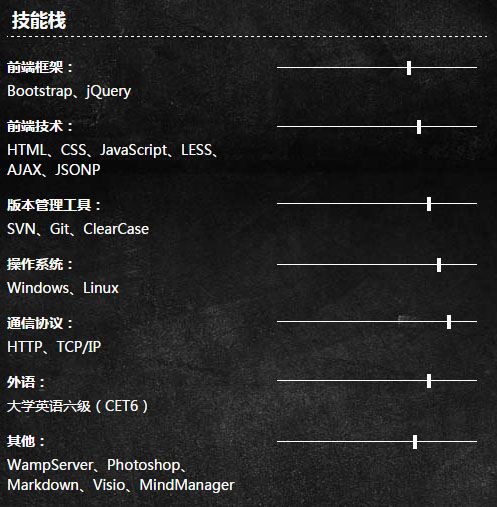 技能栈
前端框架：
Bootstrap、jQuery
前端技术：
HTML、CSS、JavaScript、LESS、
AJAX、JSONP
版本管理工具：
SVN、Git、ClearCase
操作系统：
Windows、Linux
通信协议：
HTTP、TCP/IP
外语：
大学英语六级（CET6）
其他：
WampServer、Photoshop、
Markdown、Visio、MindManager